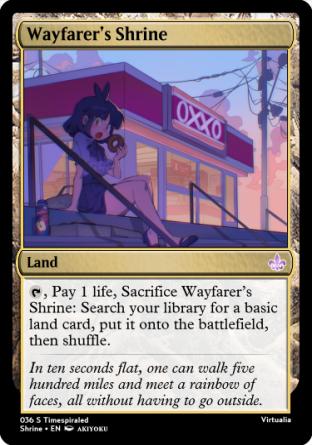 Wayfarer's Shrine
OXXO
Land
, Pay 1 life, Sacrifice Wayfarer's
Shrine: Search your library for a basic
land card, put it onto the battlefield,
then shuffle.
In ten seconds flat, one can walk five
hundred miles and meet a rainbow of
faces, all without having to go outside.
036 S Timespiraled
Virtualia
Shrine • EN AKIYOKU